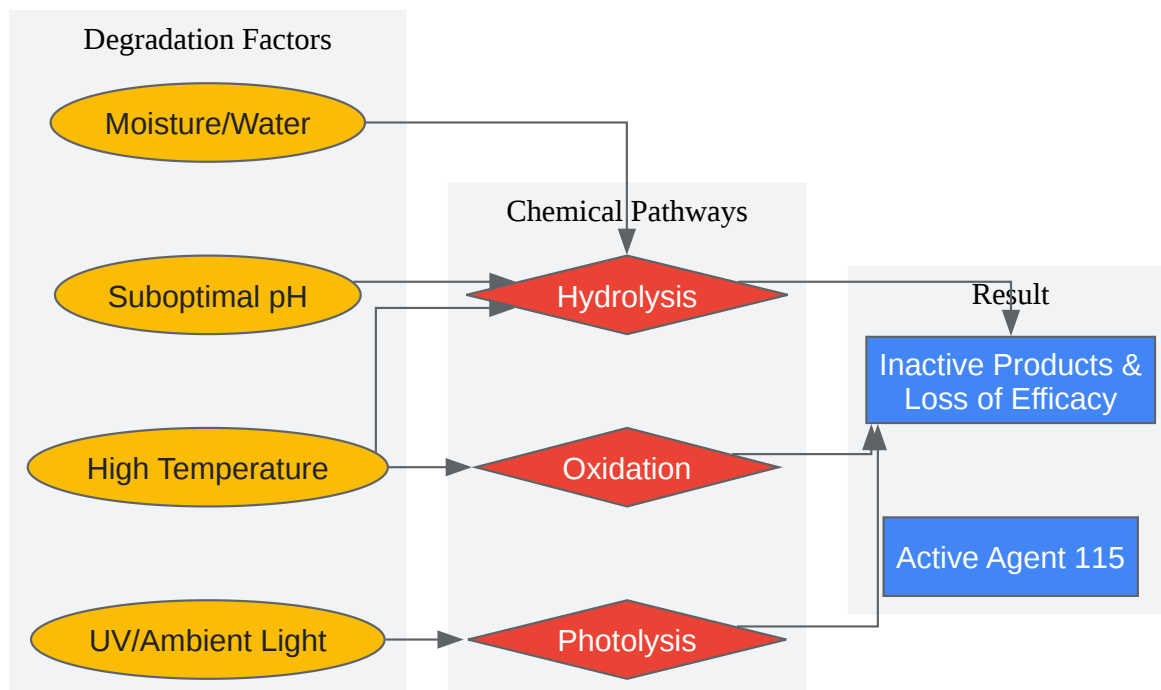 Degradation Factors
Moisture/Water
Suboptimal pH
High Temperature
UV/Ambient Light
Chemical Pathways
Hydrolysis
Oxidation
Photolysis
Result
Inactive Products &
Loss of Efficacy
Active Agent 115